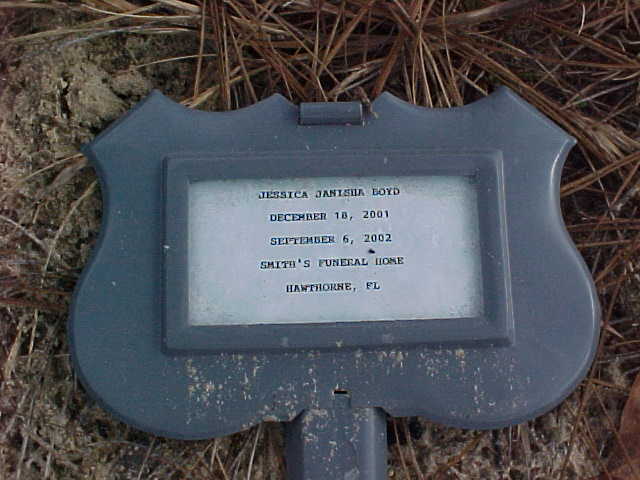 JESSICA JANISHA BOYD
DECEMBER 18, 2001
SEPTEMBER 6, 2002
SMITH'S FUNERAL HOME
HAWTHORNE, FL